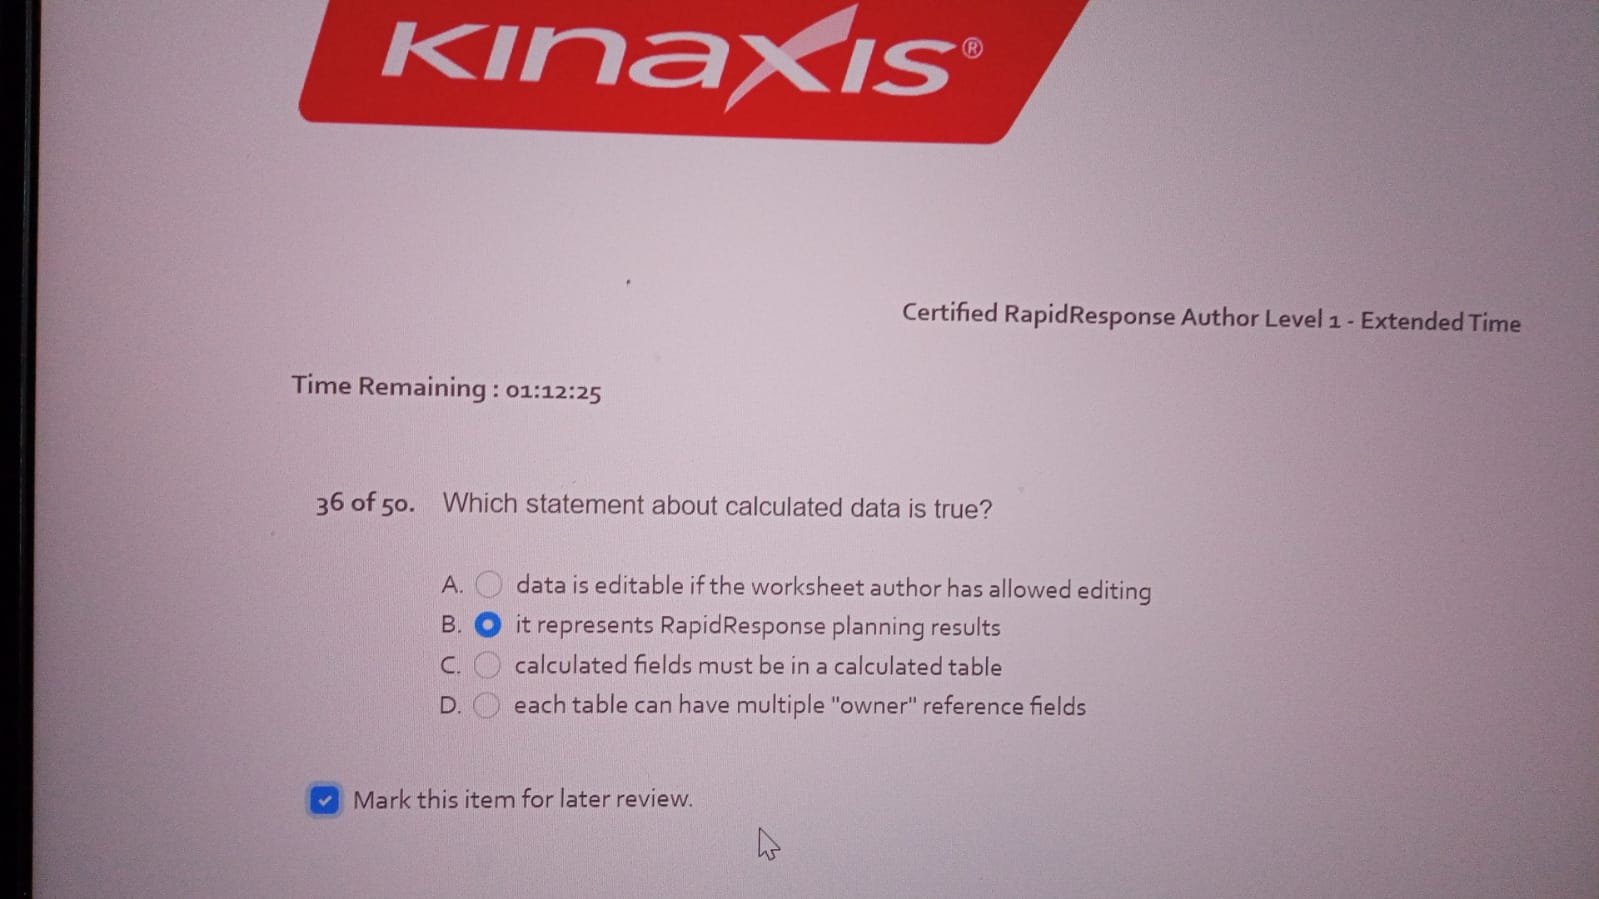 KINAXIS®
Certified RapidResponse Author Level 1 - Extended Time
Time Remaining : 01:12:25
36 of 50. Which statement about calculated data is true?
A. data is editable if the worksheet author has allowed editing
B. it represents RapidResponse planning results
C. calculated fields must be in a calculated table
D. each table can have multiple "owner" reference fields
Mark this item for later review.